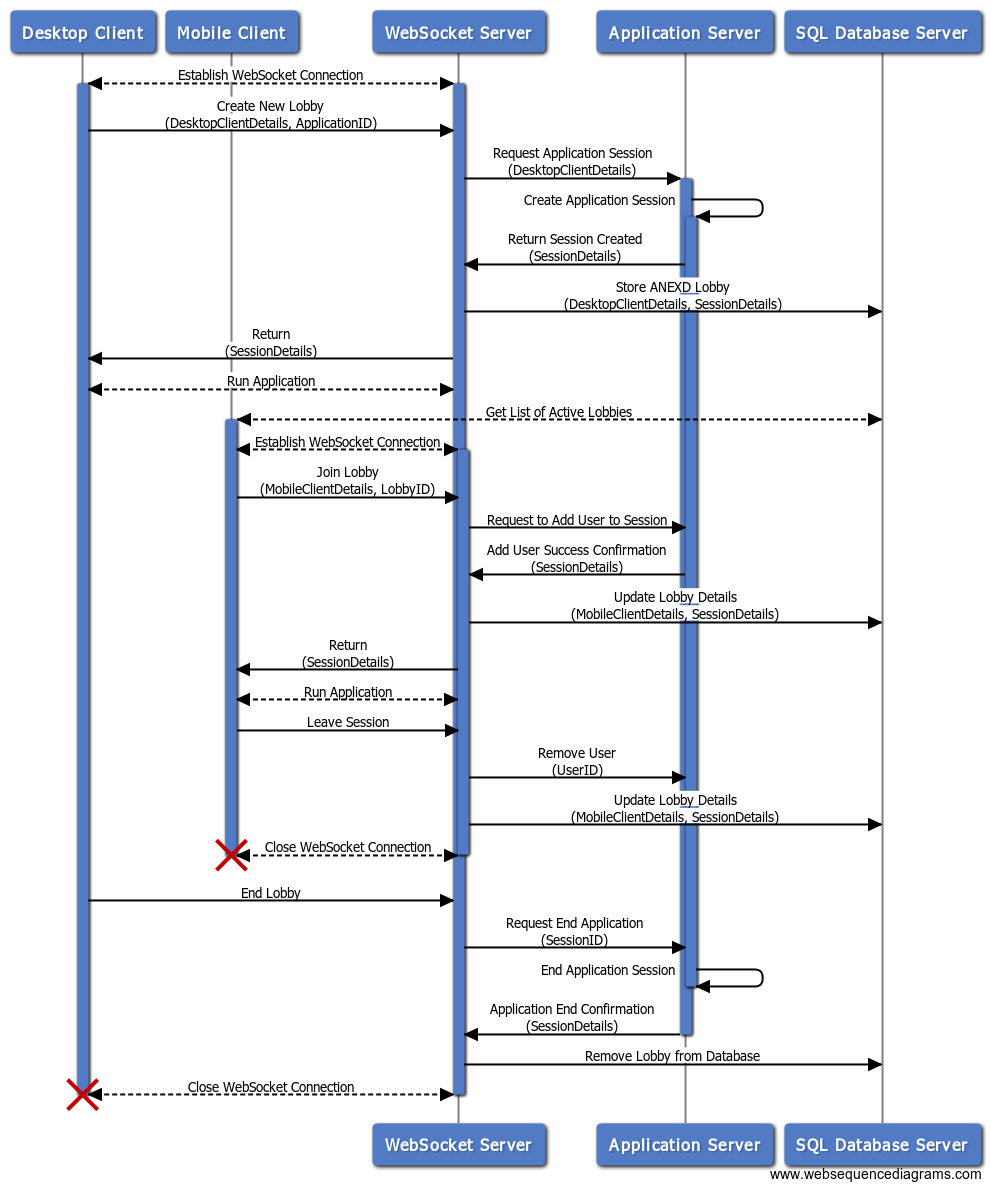 Desktop Client
Mobile Client
WebSocket Server
Application Server
SQL Database Server
Establish WebSocket Connection
Create New Lobby
(DesktopClientDetails, ApplicationID)
Request Application Session
(DesktopClientDetails)
Create Application Session
Return Session Created
(SessionDetails)
Store ANEXD Lobby
(DesktopClientDetails, SessionDetails)
Return
(SessionDetails)
Run Application
Get List of Active Lobbies
Establish WebSocket Connection
Join Lobby
(MobileClientDetails, LobbyID)
Request to Add User to Session
Add User Success Confirmation
(SessionDetails)
Update Lobby Details
(MobileClientDetails, SessionDetails)
Return
(SessionDetails)
Run Application
Leave Session
Remove User
(UserID)
Update Lobby Details
(MobileClientDetails, SessionDetails)
Close WebSocket Connection
End Lobby
Request End Application
(SessionID)
End Application Session
Application End Confirmation
(SessionDetails)
Remove Lobby from Database
Close WebSocket Connection
WebSocket Server
Application Server
SQL Database Server
www.websequencediagrams.com